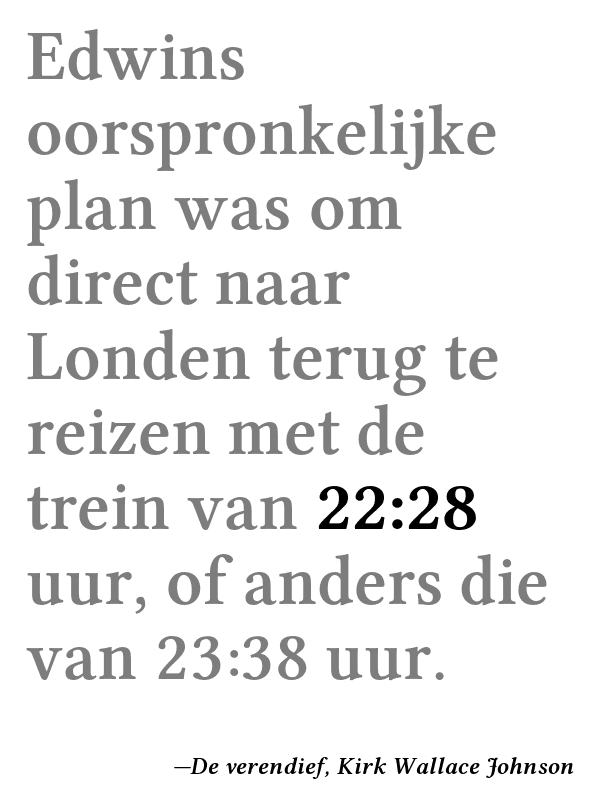 Edwins
oorspronkelijke
plan was om
direct naar
Londen terug te
reizen met de
trein van 22:28
uur, of anders die
van 23:38 uur.
—De verendief, Kirk Wallace Johnson